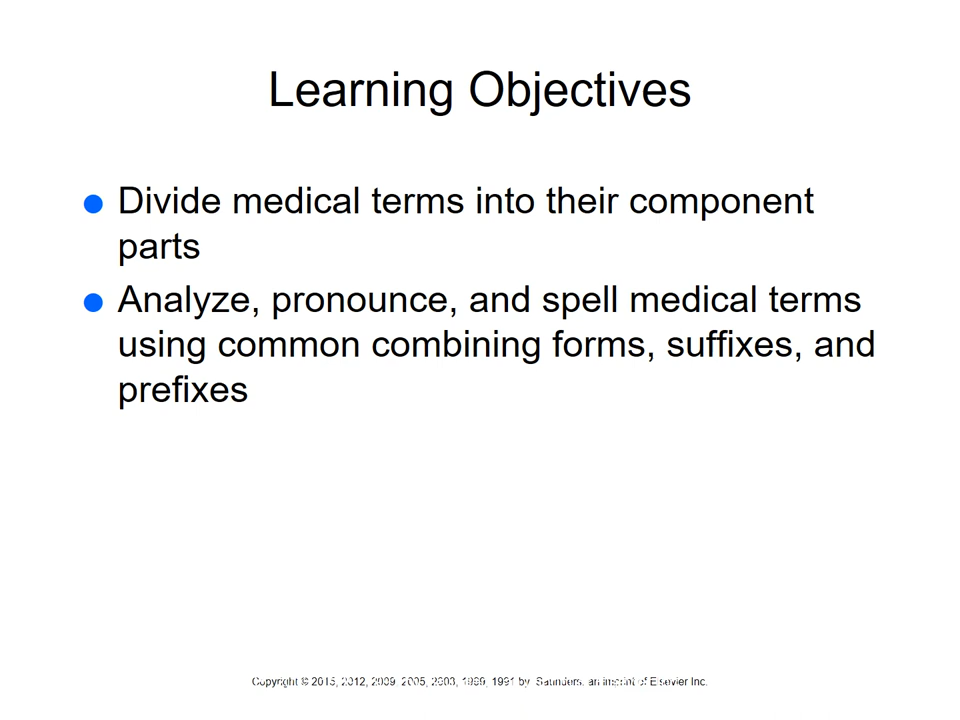 Learning Objectives
Divide medical terms into their component
parts
Analyze, pronounce, and spell medical terms
using common combining forms, suffixes, and
prefixes
Copyright © 2015, 2012, 2009, 2005, 2003, 1999, 1991 by Saunders, an imprint of Elsevier Inc.